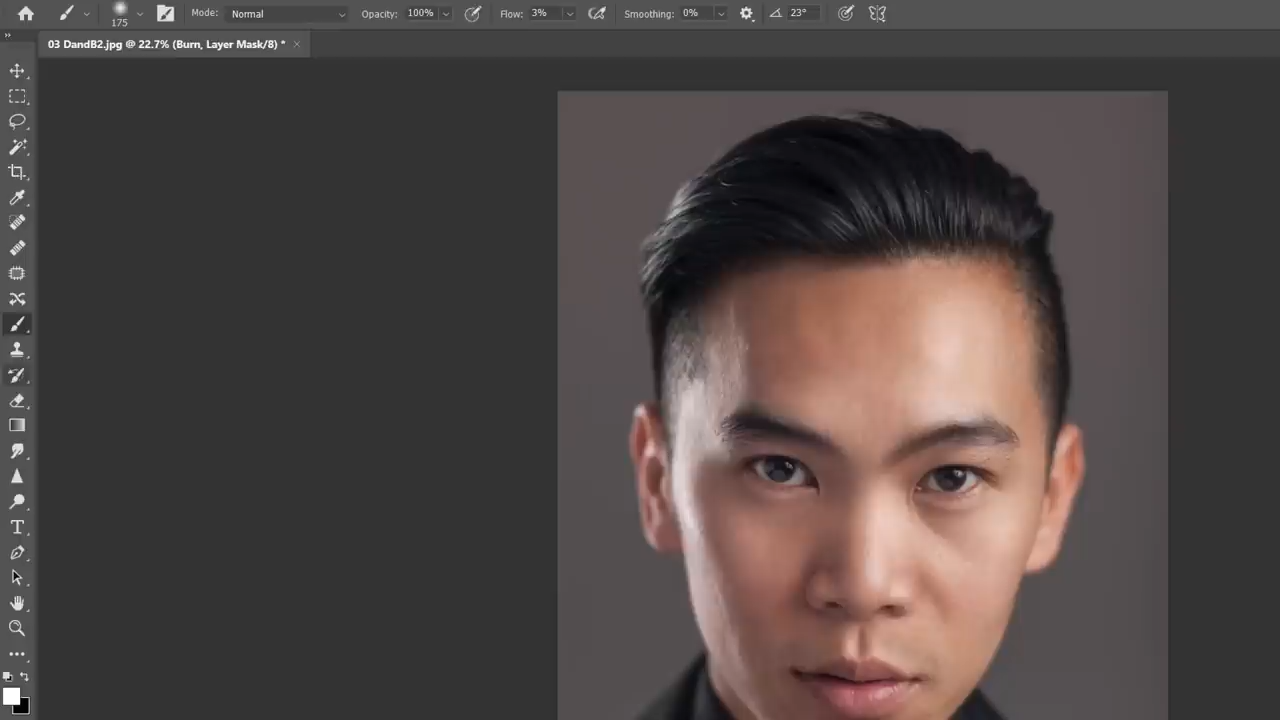 175 Mode: Normal Opacity: 100% Flow: 3% Smoothing: 0% 23°
03 DandB2.jpg @ 22.7% (Burn, Layer Mask/8) *